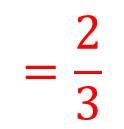 = 2/3